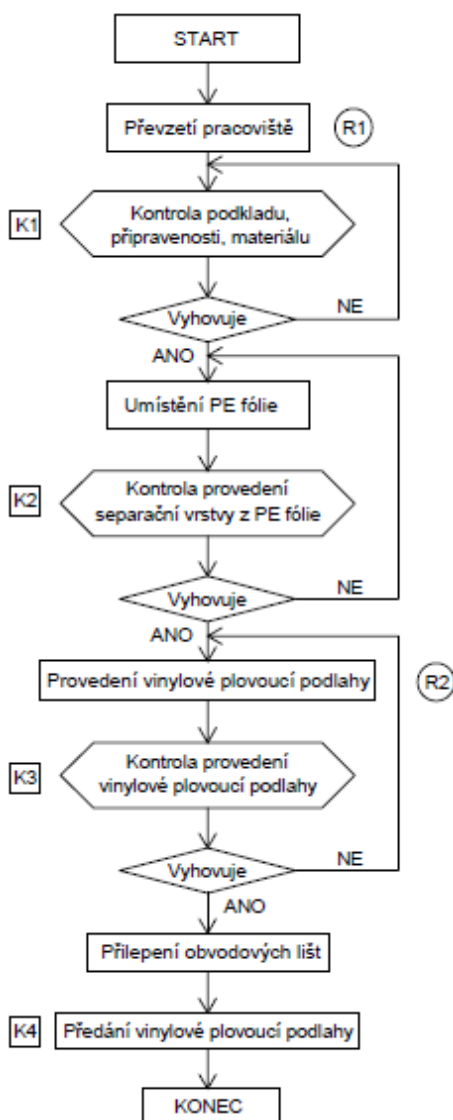 START
Převzetí pracoviště
R1
K1
Kontrola podkladu,
připravenosti, materiálu
Vyhovuje
NE
ANO
Umístění PE fólie
K2
Kontrola provedení
separační vrstvy z PE fólie
Vyhovuje
NE
ANO
Provedení vinylové plovoucí podlahy
R2
K3
Kontrola provedení
vinylové plovoucí podlahy
Vyhovuje
NE
ANO
Přilepení obvodových lišt
K4
Předání vinylové plovoucí podlahy
KONEC